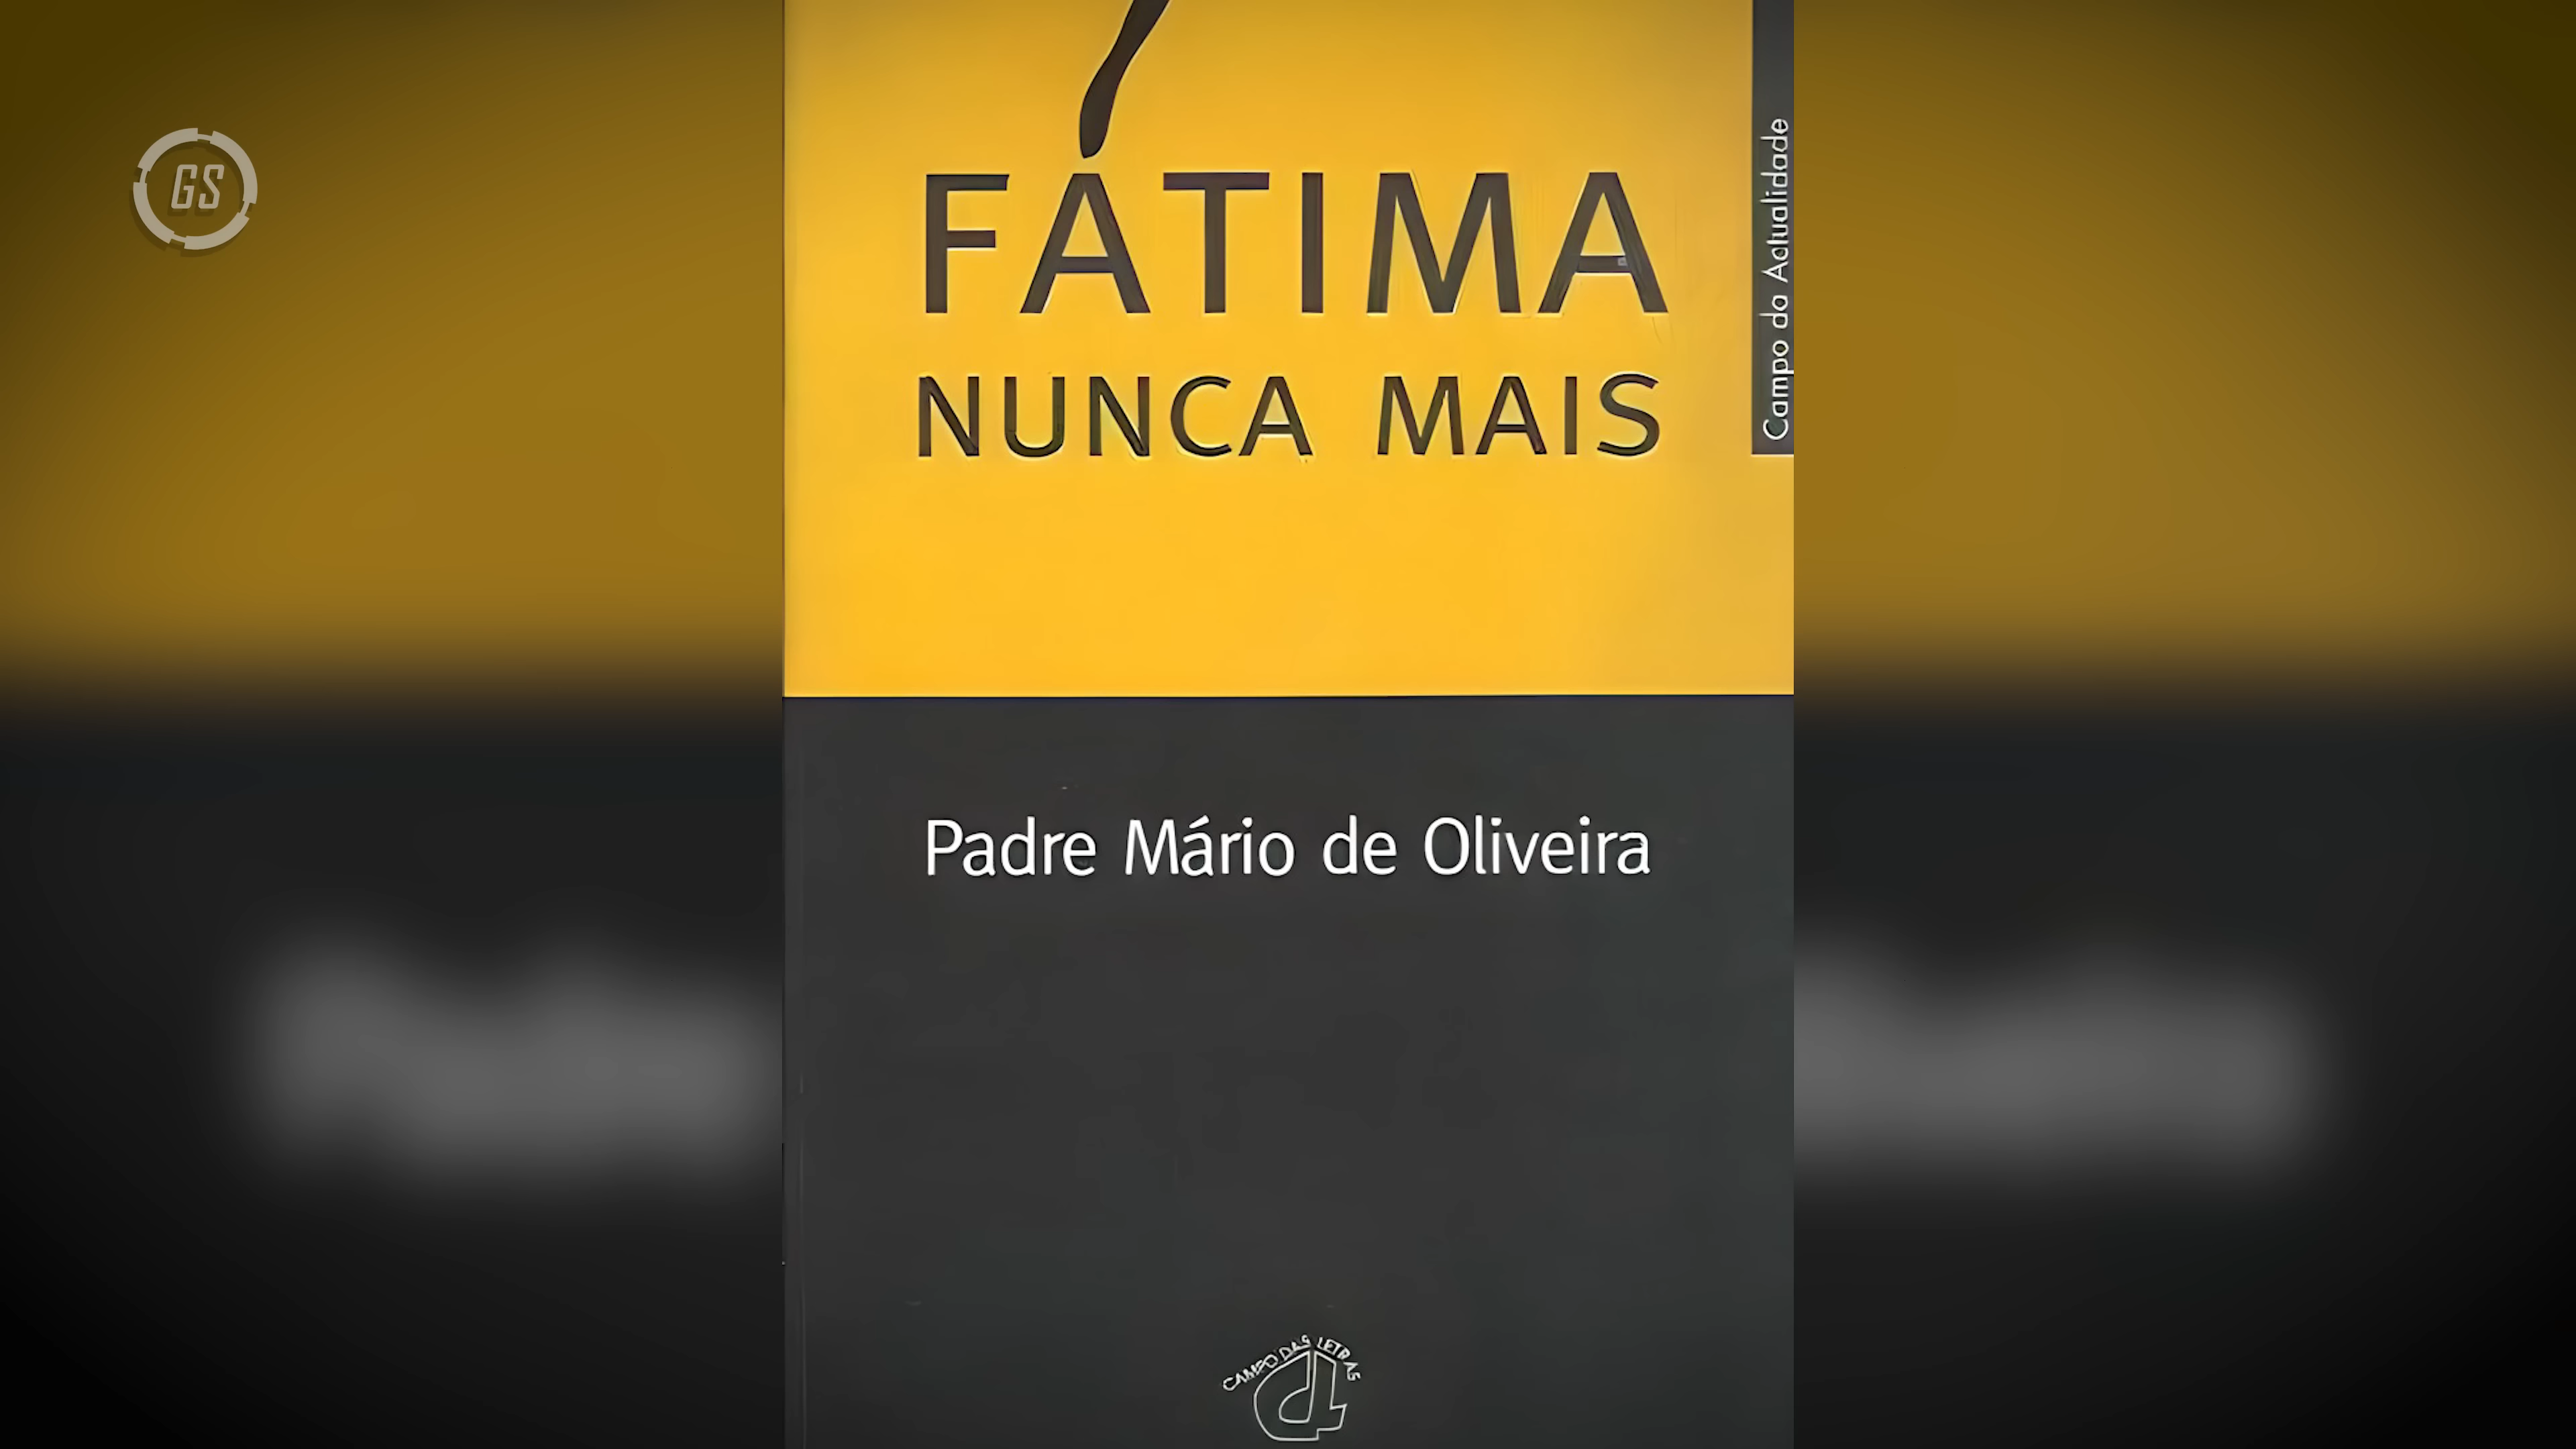 GS
FÁTIMA
NUNCA MAIS
Campo da Actualidade
Padre Mário de Oliveira
CAMPO DAS LETRAS